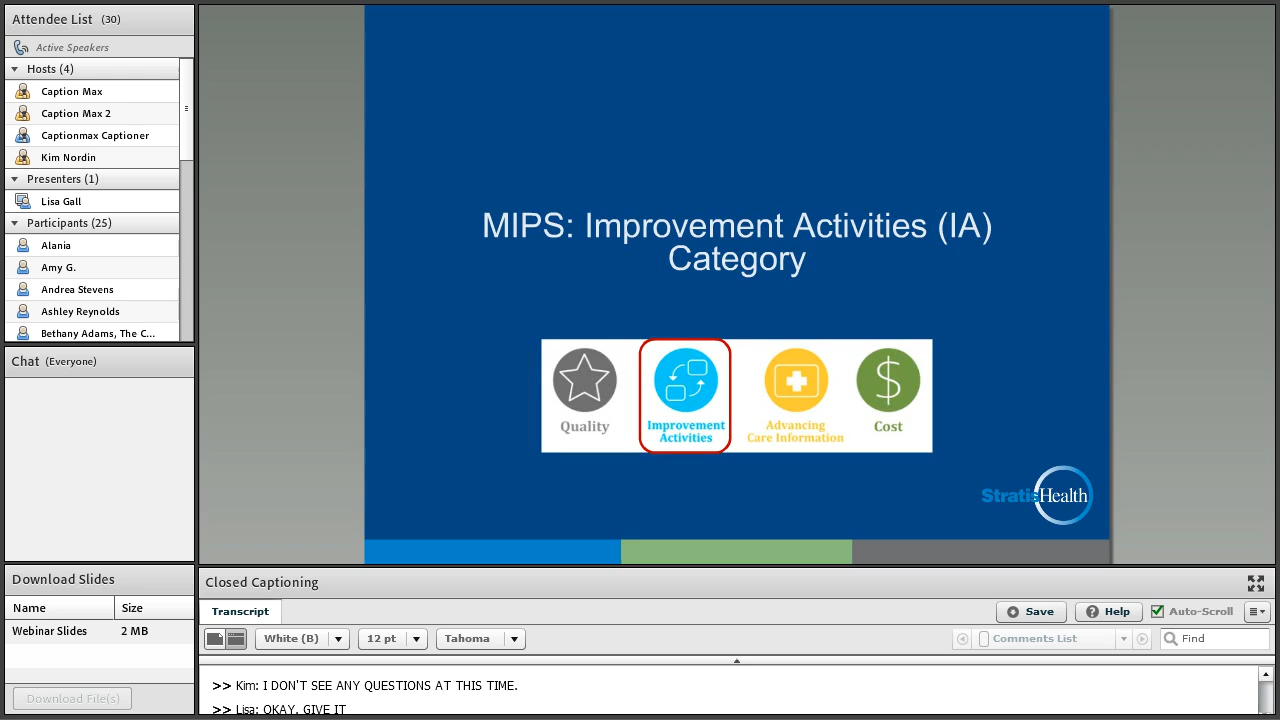 Attendee List (30)
Active Speakers
Hosts (4)
Caption Max
Caption Max 2
Captionmax Captioner
Kim Nordin
Presenters (1)
Lisa Gall
Participants (25)
Alania
Amy G.
Andrea Stevens
Ashley Reynolds
Bethany Adams, The C...
Chat (Everyone)
Download Slides
Name Size
Webinar Slides 2 MB
Download File(s)
MIPS: Improvement Activities (IA)
Category
Quality
Improvement
Activities
Advancing
Care Information
Cost
StratisHealth
Closed Captioning
Transcript
Save
Help
Auto-Scroll
White (B)
12 pt
Tahoma
Comments List
Find
>> Kim: I DON'T SEE ANY QUESTIONS AT THIS TIME.
>> Lisa: OKAY. GIVE IT